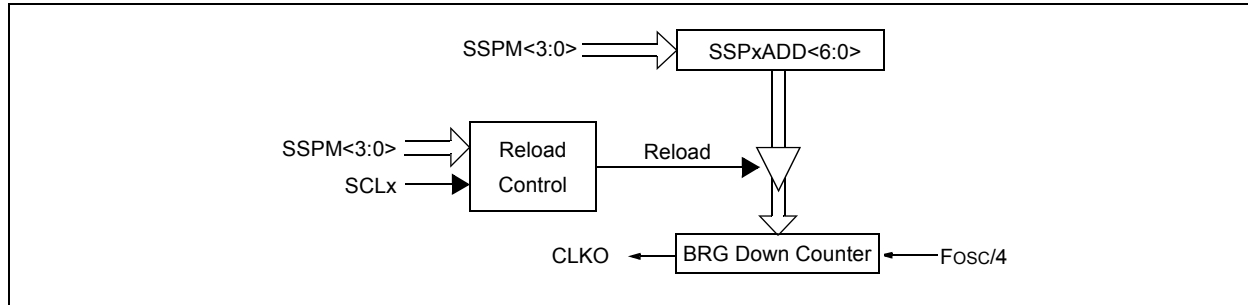 SSPM<3:0>
SSPxADD<6:0>
SSPM<3:0>
SCLx
Reload
Control
Reload
CLKO
BRG Down Counter
FOSC/4